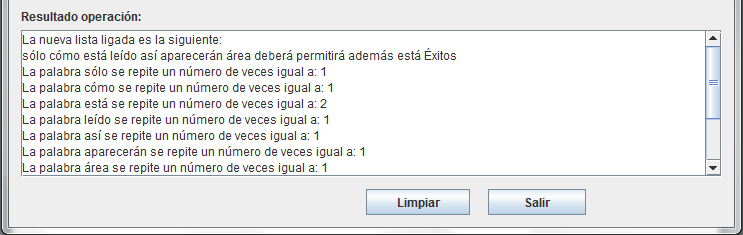 Resultado operación:
La nueva lista ligada es la siguiente:
sólo cómo está leído así aparecerán área deberá permitirá además está Éxitos
La palabra sólo se repite un número de veces igual a: 1
La palabra cómo se repite un número de veces igual a: 1
La palabra está se repite un número de veces igual a: 2
La palabra leído se repite un número de veces igual a: 1
La palabra así se repite un número de veces igual a: 1
La palabra aparecerán se repite un número de veces igual a: 1
La palabra área se repite un número de veces igual a: 1
Limpiar Salir